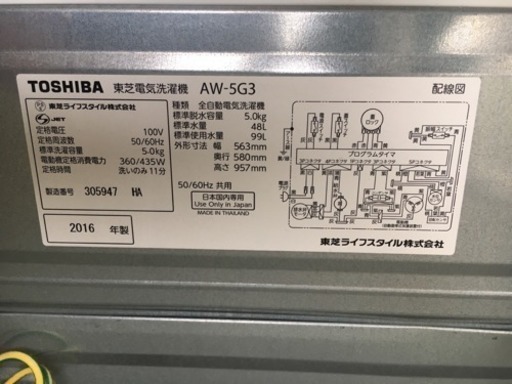 TOSHIBA 東芝電気洗濯機 AW-5G3 配線図
東芝ライフスタイル株式会社
JET
定格電圧 100V
定格周波数 50/60Hz
標準洗濯容量 5.0kg
電動機定格消費電力 360/435W
定格時間 洗いのみ11分
製造番号 305947 HA
2016 年製
種類 全自動電気洗濯機
標準脱水容量 5.0kg
標準水量 48L
標準使用水量 99L
外形寸法 幅 563mm
奥行 580mm
高さ 957mm
50/60Hz 共用
日本国内専用
Use Only in Japan
MADE IN THAILAND
蓋
ロック
プログラムタイマ
東芝ライフスタイル株式会社